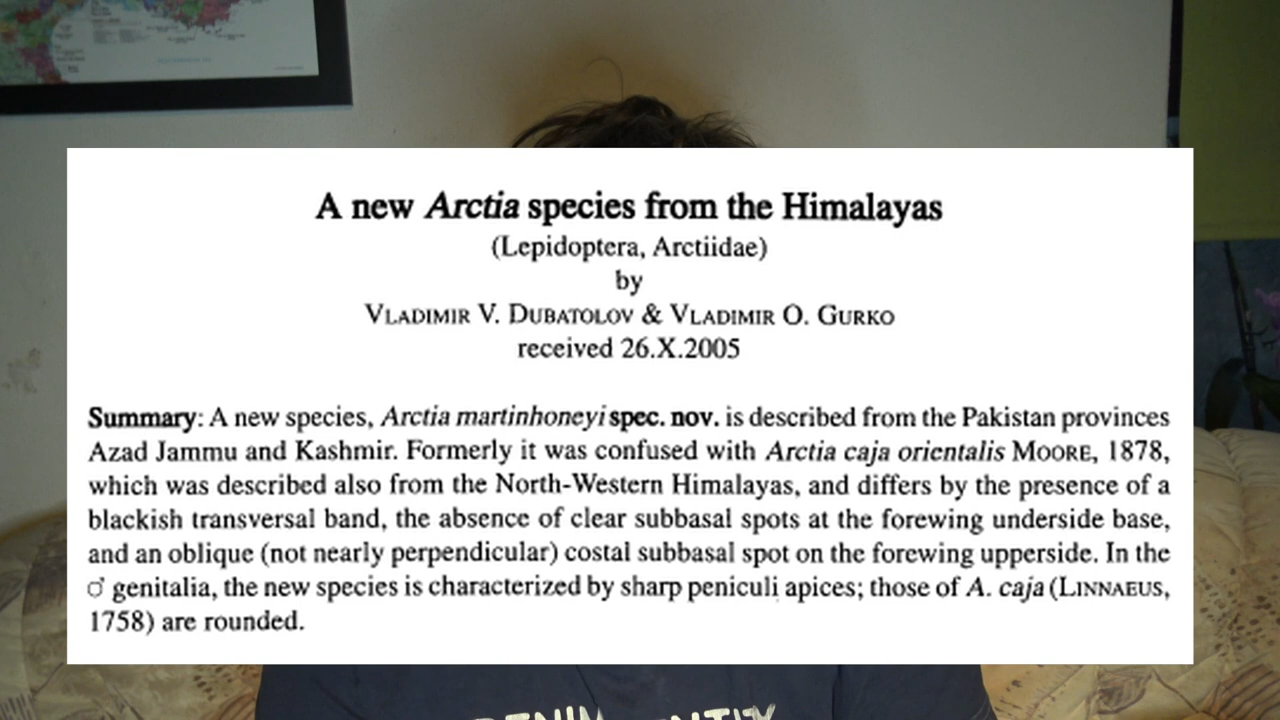 A new Arctia species from the Himalayas
(Lepidoptera, Arctiidae)
by
VLADIMIR V. DUBATOLOV & VLADIMIR O. GURKO
received 26.X.2005
Summary: A new species, Arctia martinhoneyi spec. nov. is described from the Pakistan provinces
Azad Jammu and Kashmir. Formerly it was confused with Arctia caja orientalis MOORE, 1878,
which was described also from the North-Western Himalayas, and differs by the presence of a
blackish transversal band, the absence of clear subbasal spots at the forewing underside base,
and an oblique (not nearly perpendicular) costal subbasal spot on the forewing upperside. In the
♂ genitalia, the new species is characterized by sharp peniculi apices; those of A. caja (LINNAEUS,
1758) are rounded.